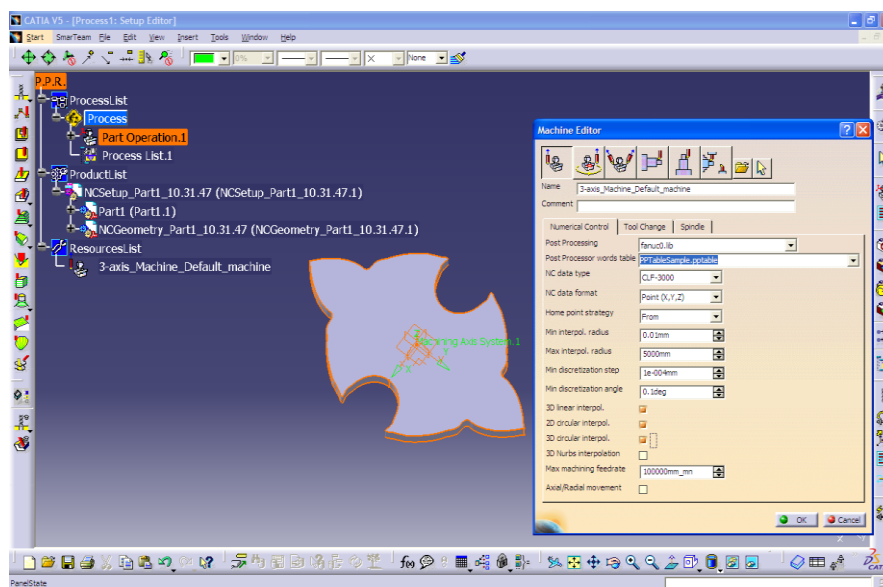 CATIA V5 - [Process1: Setup Editor]
Start SmarTeam File Edit View Insert Tools Window Help
0% None
P.P.R.
ProcessList
Process
Part Operation.1
Process List.1
ProductList
NCSetup_Part1_10.31.47 (NCSetup_Part1_10.31.47.1)
Part1 (Part1.1)
NCGeometry_Part1_10.31.47 (NCGeometry_Part1_10.31.47.1)
ResourcesList
3-axis_Machine_Default_machine
Z
Machining Axis System.1
Y
X
Machine Editor
Name 3-axis_Machine_Default_machine
Comment
Numerical Control Tool Change Spindle
Post Processing fanuc0.lib
Post Processor words table PPTableSample.pptable
NC data type CLF-3000
NC data format Point (X,Y,Z)
Home point strategy From
Min interpol. radius 0.01mm
Max interpol. radius 5000mm
Min discretization step 1e-004mm
Min discretization angle 0.1deg
3D linear interpol.
2D circular interpol.
3D circular interpol.
3D Nurbs interpolation
Max machining feedrate 100000mm_mn
Axial/Radial movement
OK Cancel
PanelState